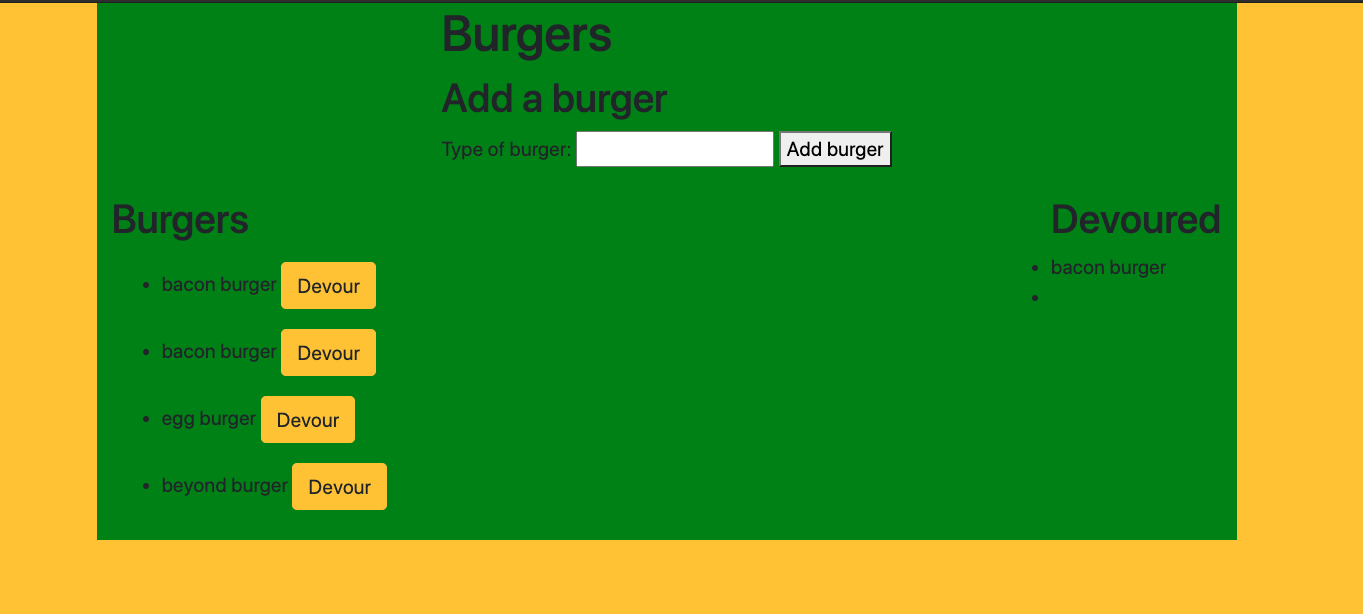 Burgers
Add a burger
Type of burger: Add burger
Burgers
bacon burger Devour
bacon burger Devour
egg burger Devour
beyond burger Devour
Devoured
bacon burger